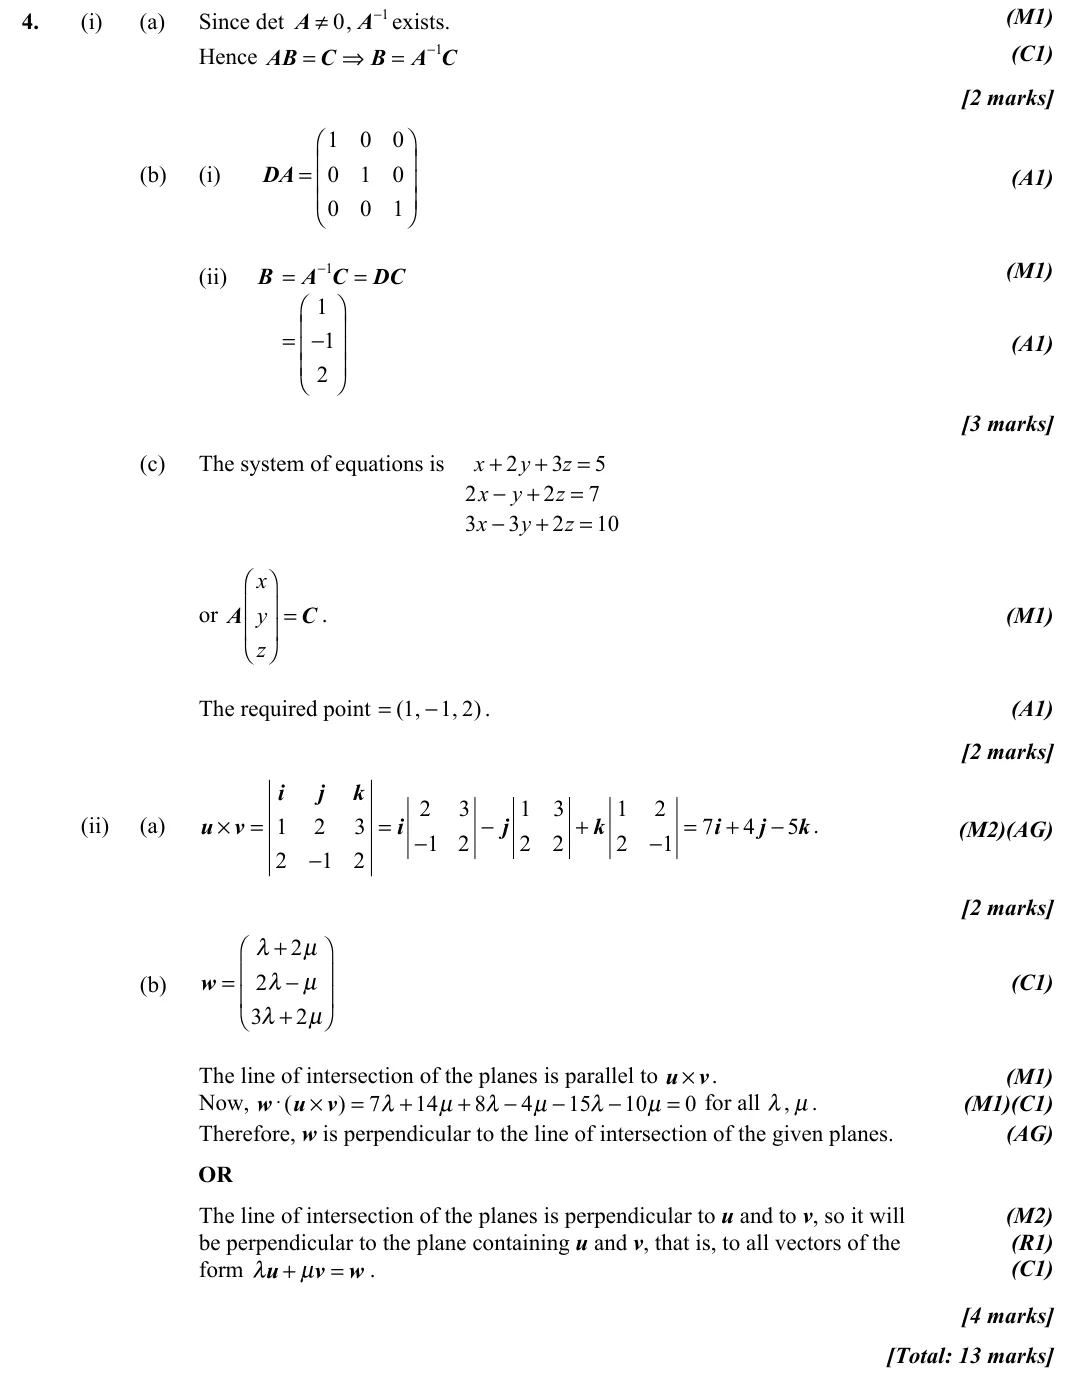 4. (i) (a) Since det A ≠ 0, A⁻¹ exists. (M1)
Hence AB = C ⇒ B = A⁻¹C (C1)
[2 marks]
(b) (i) DA = (1 0 0
0 1 0
0 0 1) (A1)
(ii) B = A⁻¹C = DC (M1)
= (1
−1
2) (A1)
[3 marks]
(c) The system of equations is x + 2y + 3z = 5
2x − y + 2z = 7
3x − 3y + 2z = 10
or A (x
y
z) = C . (M1)
The required point = (1, −1, 2) . (A1)
[2 marks]
(ii) (a) u × v = |i j k
1 2 3
2 −1 2| = i |2 3
−1 2| − j |1 3
2 2| + k |1 2
2 −1| = 7i + 4j − 5k . (M2)(AG)
[2 marks]
(b) w = (λ + 2μ
2λ − μ
3λ + 2μ) (C1)
The line of intersection of the planes is parallel to u × v . (M1)
Now, w · (u × v) = 7λ + 14μ + 8λ − 4μ − 15λ − 10μ = 0 for all λ, μ . (M1)(C1)
Therefore, w is perpendicular to the line of intersection of the given planes. (AG)
OR
The line of intersection of the planes is perpendicular to u and to v, so it will (M2)
be perpendicular to the plane containing u and v, that is, to all vectors of the (R1)
form λu + μv = w . (C1)
[4 marks]
[Total: 13 marks]